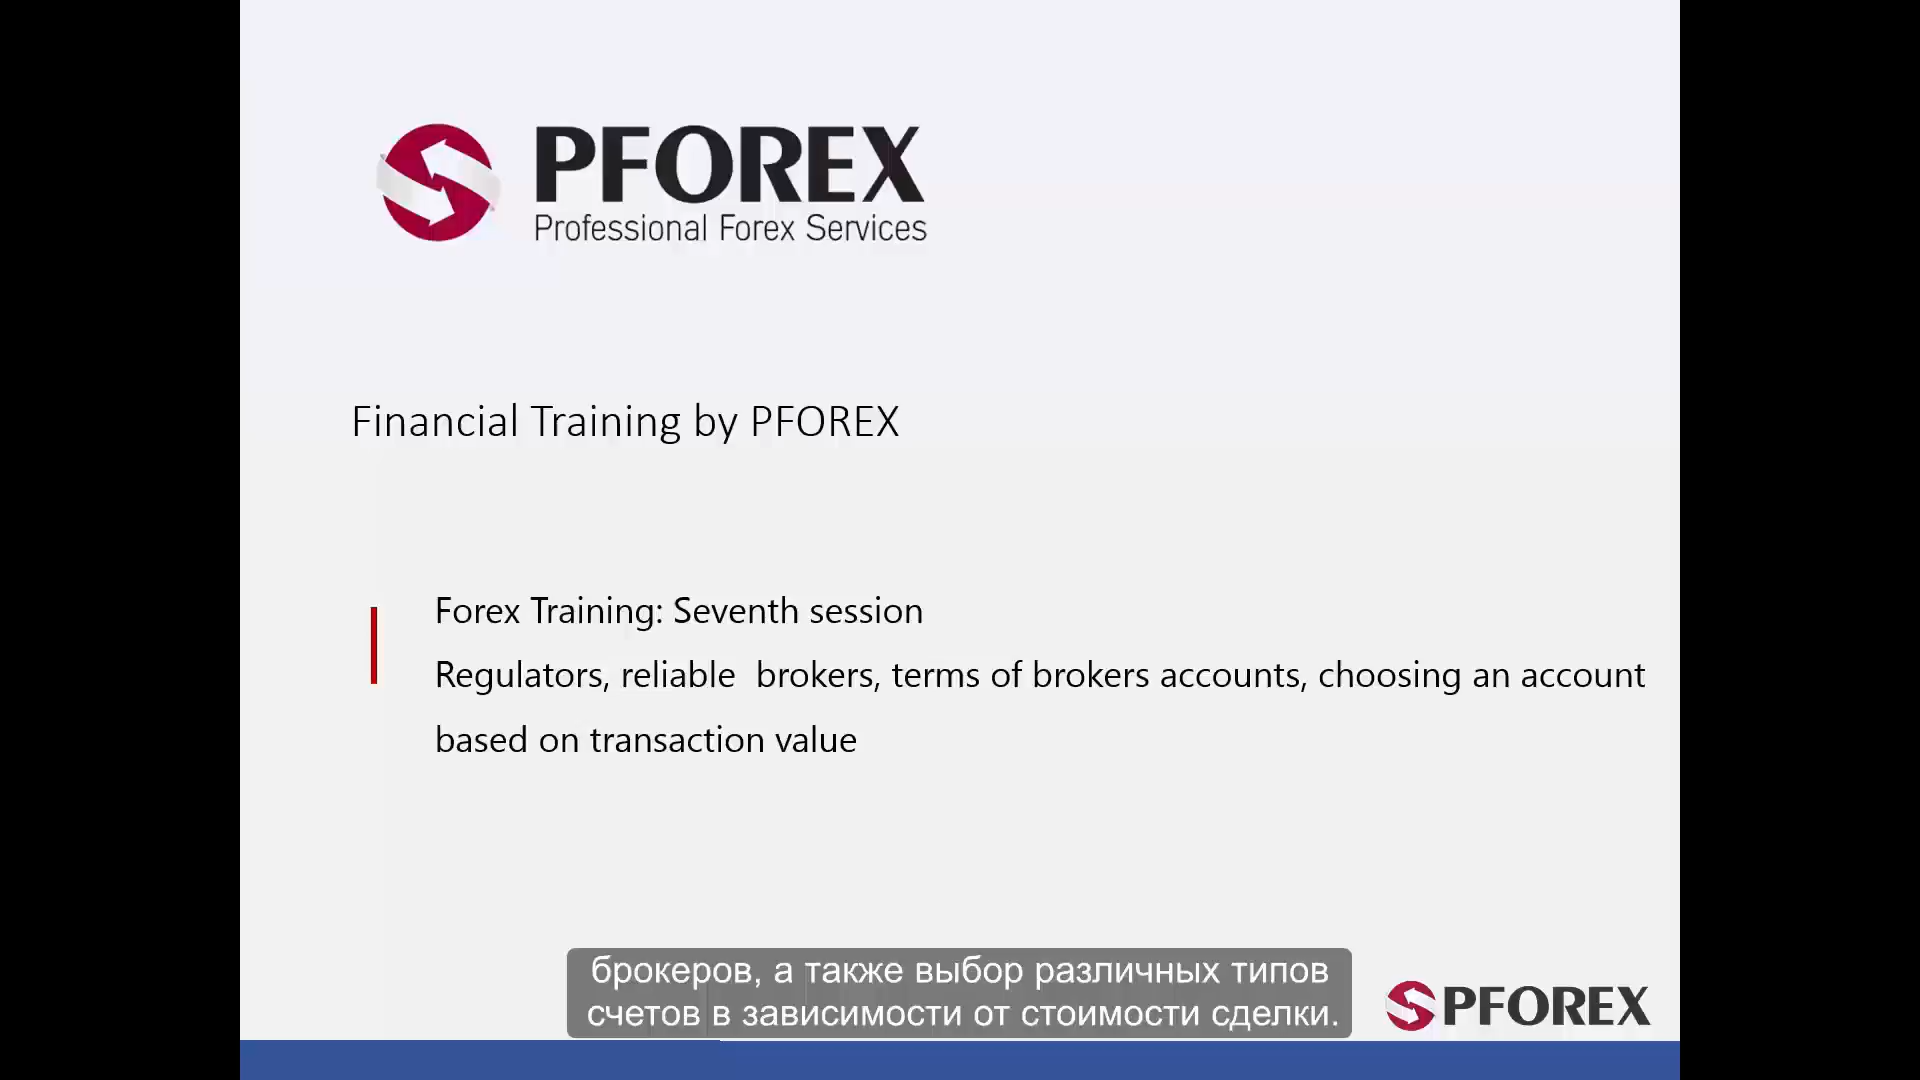 PFOREX
Professional Forex Services
Financial Training by PFOREX
Forex Training: Seventh session
Regulators, reliable  brokers, terms of brokers accounts, choosing an account
based on transaction value
брокеров, а также выбор различных типов
счетов в зависимости от стоимости сделки.
PFOREX